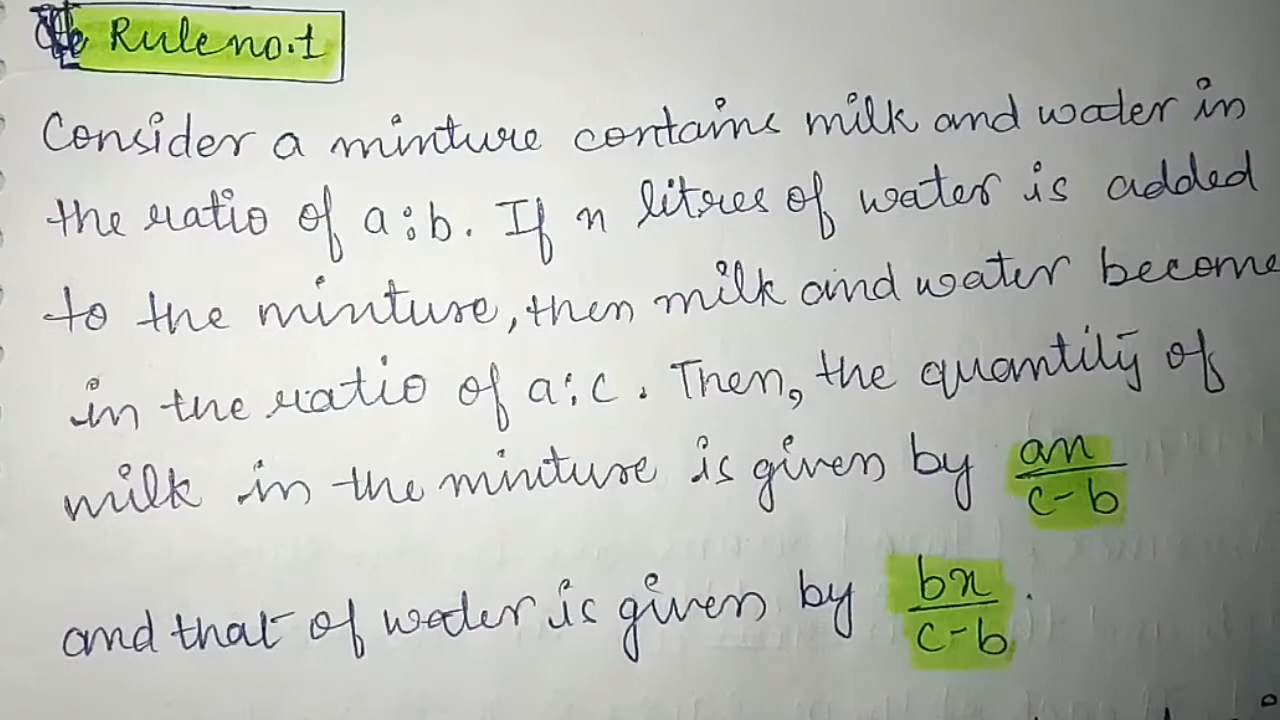 Rule no.1
Consider a mixture contains milk and water in
the ratio of a:b. If x litres of water is added
to the mixture, then milk and water become
in the ratio of a:c. Then, the quantity of
milk in the mixture is given by ax/c-b
and that of water is given by bx/c-b.